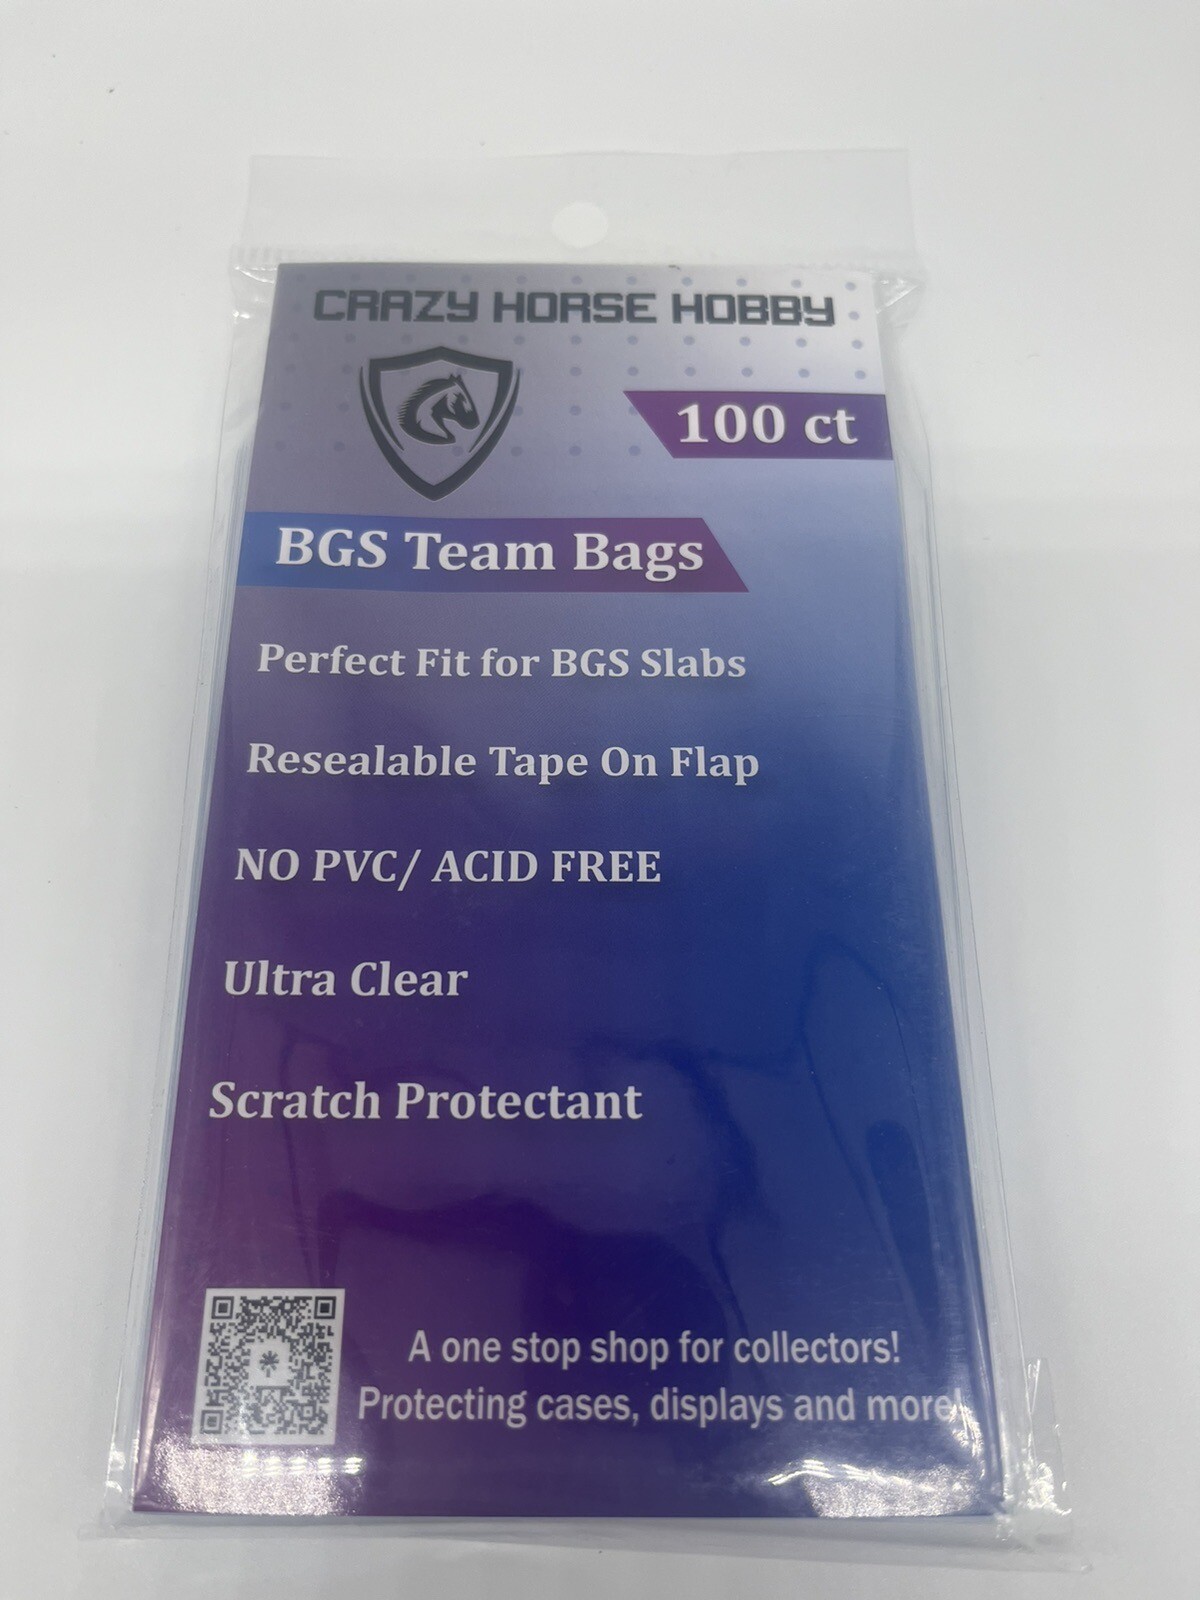 CRAZY HORSE HOBBY
100 ct
BGS Team Bags
Perfect Fit for BGS Slabs
Resealable Tape On Flap
NO PVC/ ACID FREE
Ultra Clear
Scratch Protectant
A one stop shop for collectors!
Protecting cases, displays and more!